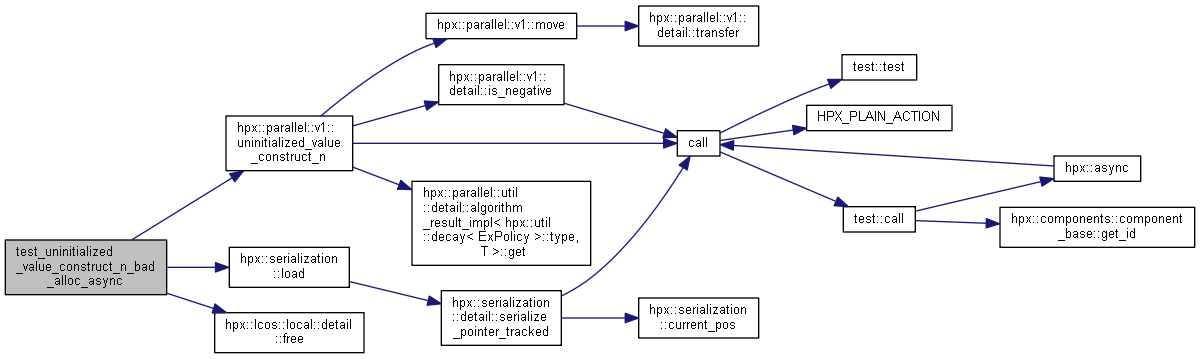 test_uninitialized
_value_construct_n_bad
_alloc_async
hpx::parallel::v1::
uninitialized_value
_construct_n
hpx::serialization
::load
hpx::lcos::local::detail
::free
hpx::parallel::v1::move
hpx::parallel::v1::
detail::is_negative
hpx::parallel::util
::detail::algorithm
_result_impl< hpx::util
::decay< ExPolicy >::type,
T >::get
hpx::serialization
::detail::serialize
_pointer_tracked
hpx::parallel::v1::
detail::transfer
call
hpx::serialization
::current_pos
test::test
HPX_PLAIN_ACTION
test::call
hpx::async
hpx::components::component
_base::get_id